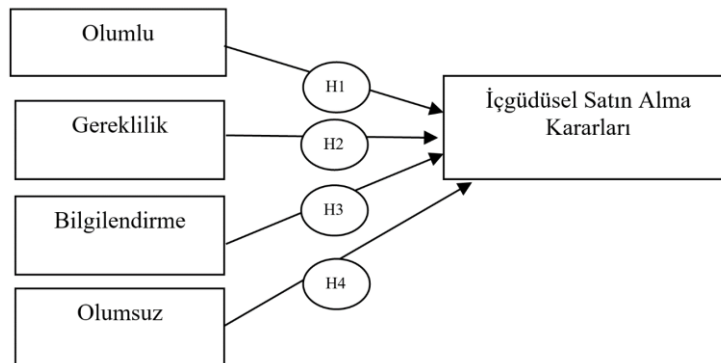 Olumlu
H1
İçgüdüsel Satın Alma
Kararları
Gereklilik
H2
Bilgilendirme
H3
Olumsuz
H4